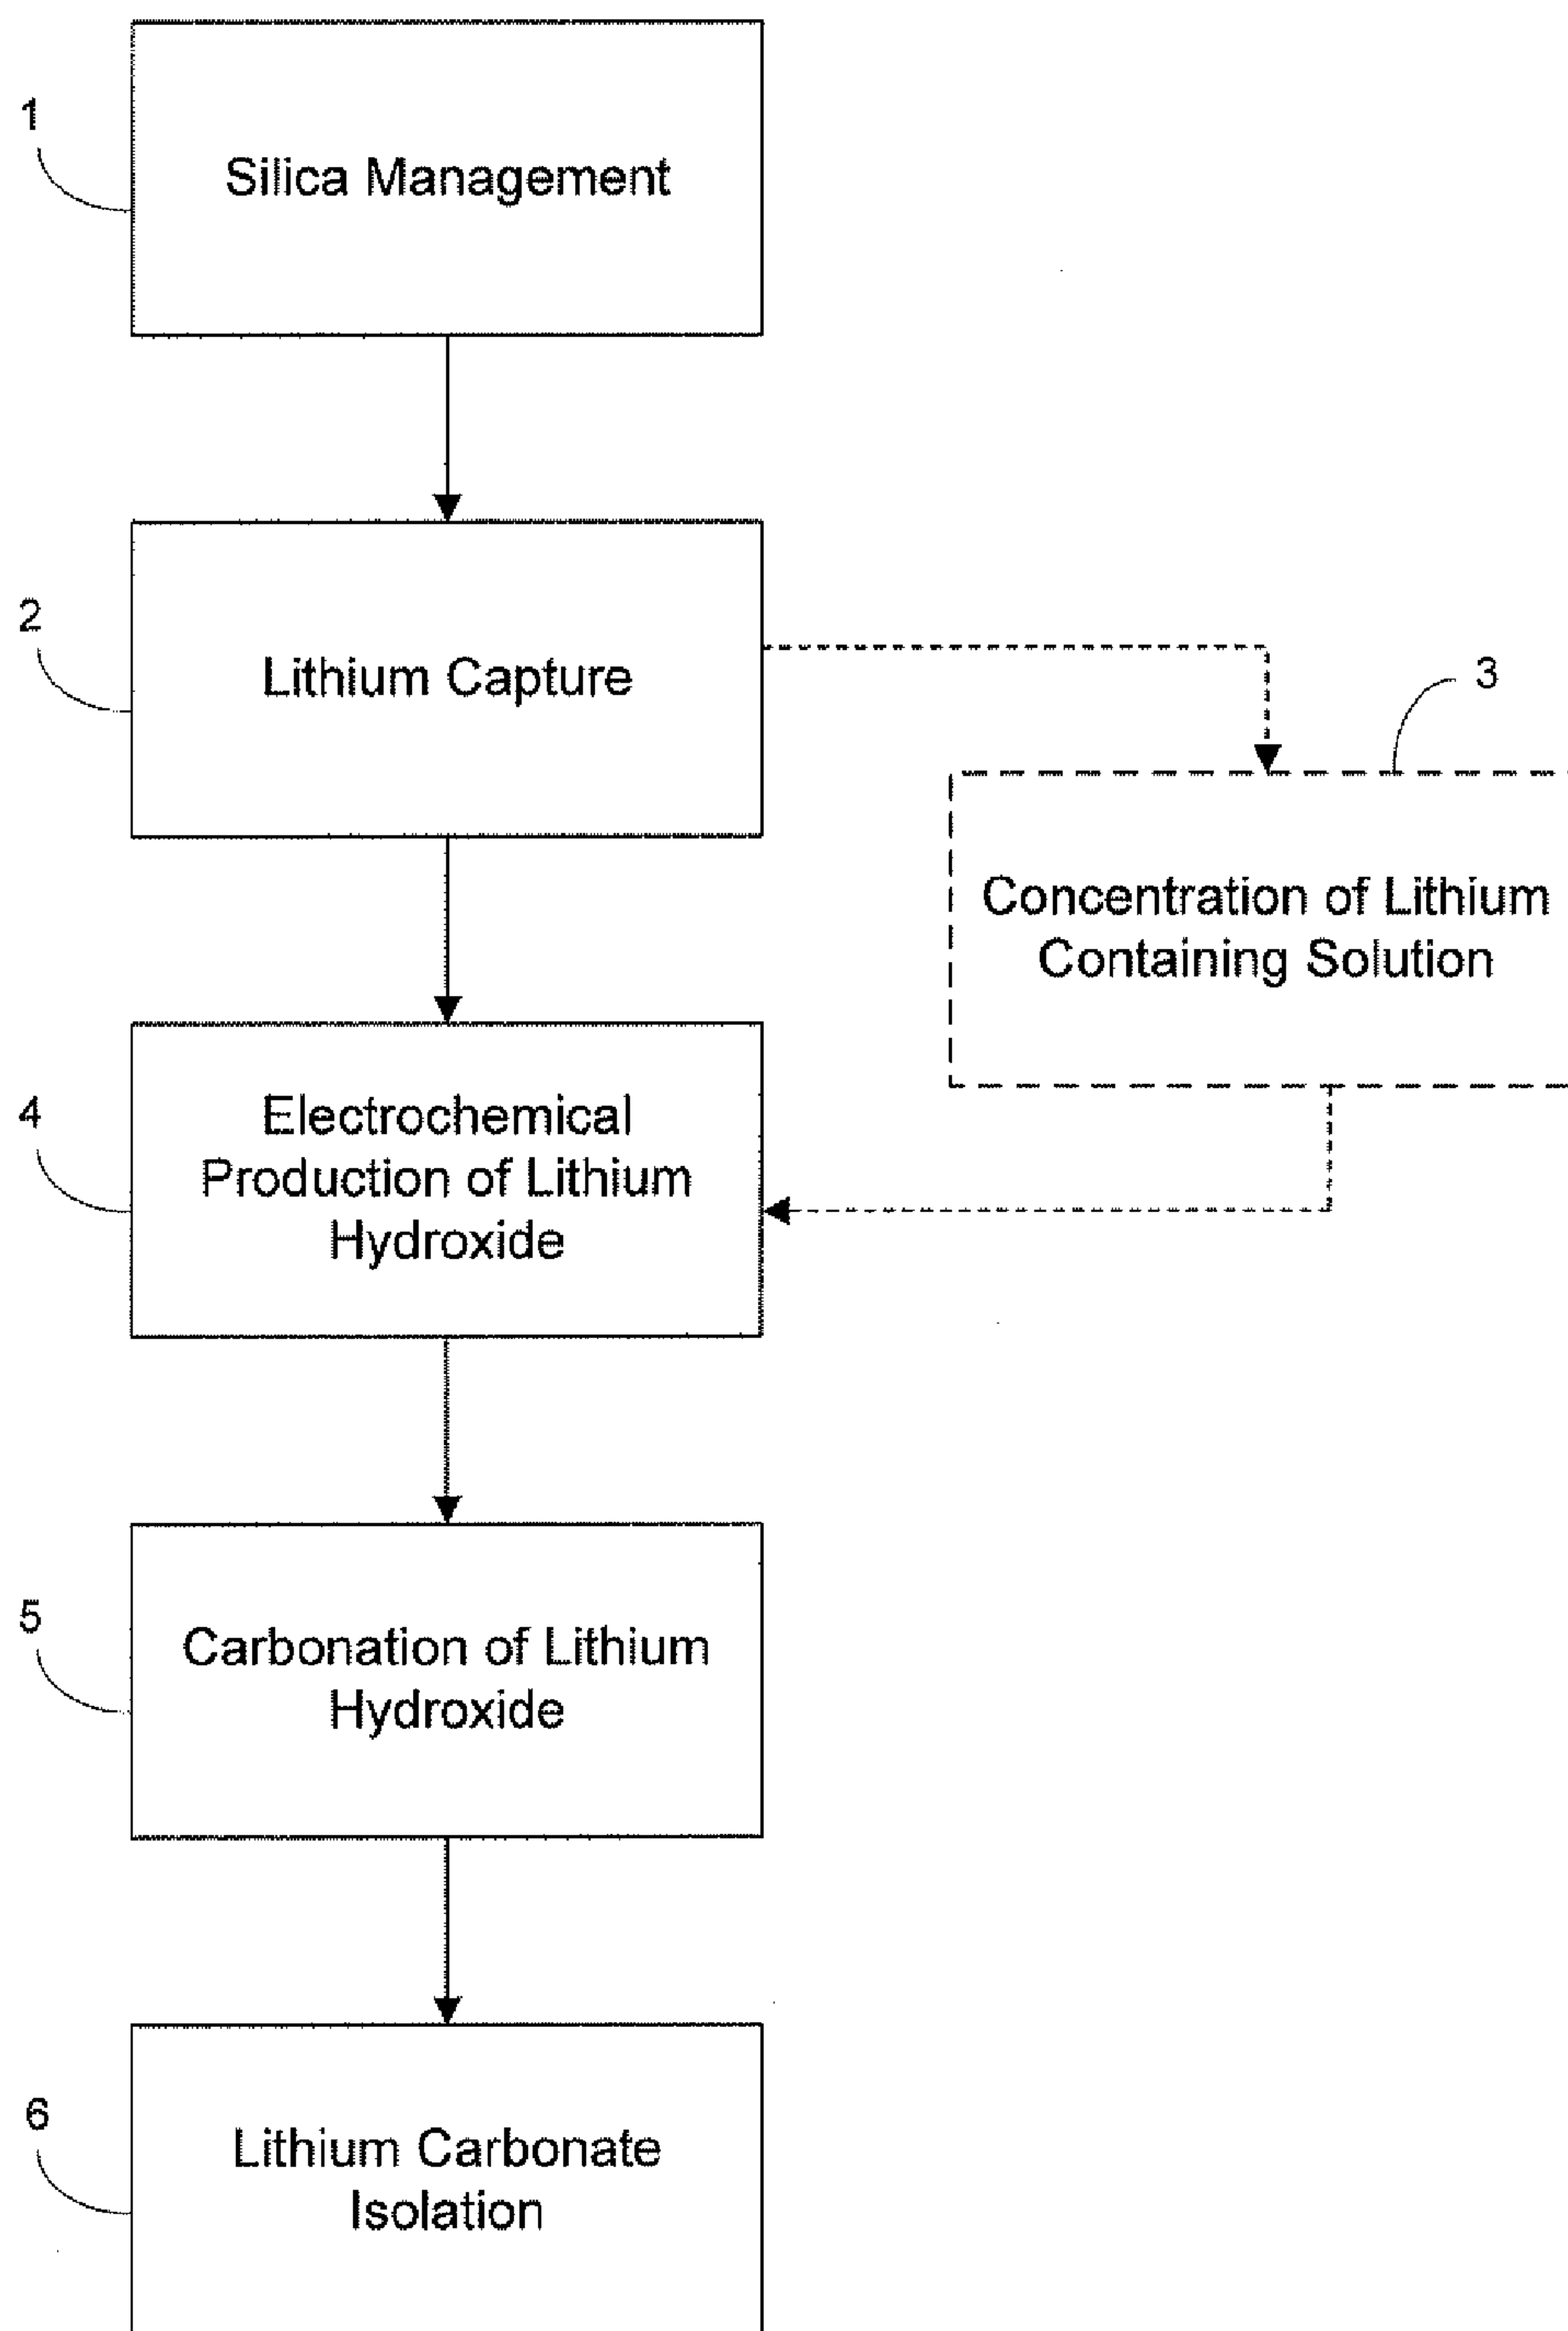 1
Silica Management
2
Lithium Capture
3
Concentration of Lithium
Containing Solution
4
Electrochemical
Production of Lithium
Hydroxide
5
Carbonation of Lithium
Hydroxide
6
Lithium Carbonate
Isolation